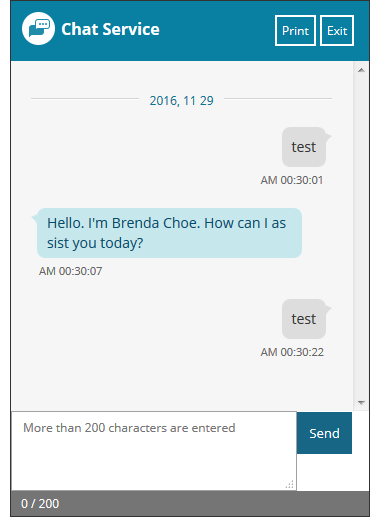 Chat Service
Print
Exit
2016, 11 29
test
AM 00:30:01
Hello. I'm Brenda Choe. How can I as
sist you today?
AM 00:30:07
test
AM 00:30:22
More than 200 characters are entered
Send
0 / 200